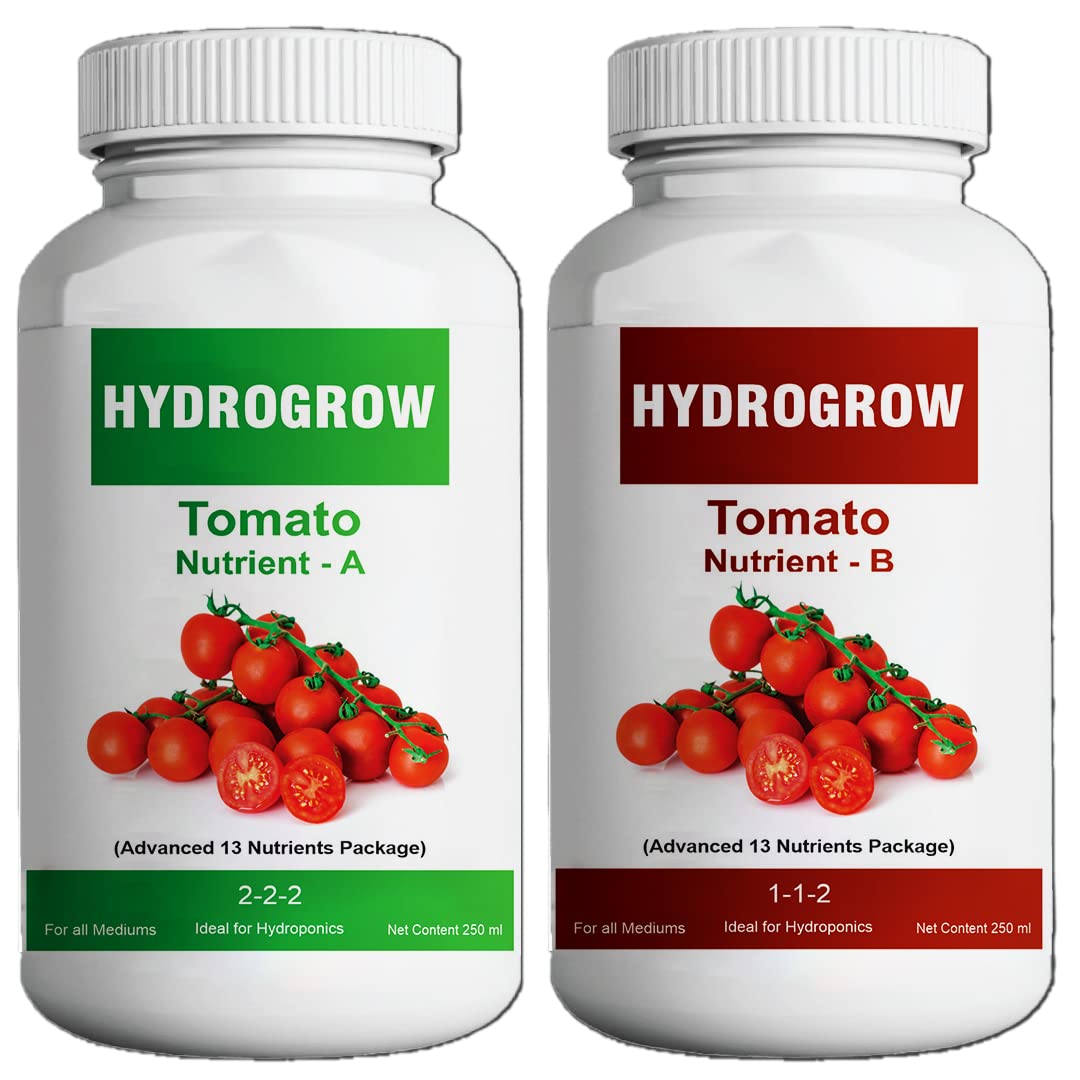 HYDROGROW
Tomato
Nutrient - A
(Advanced 13 Nutrients Package)
2-2-2
For all Mediums Ideal for Hydroponics Net Content 250 ml
HYDROGROW
Tomato
Nutrient - B
(Advanced 13 Nutrients Package)
1-1-2
For all Mediums Ideal for Hydroponics Net Content 250 ml